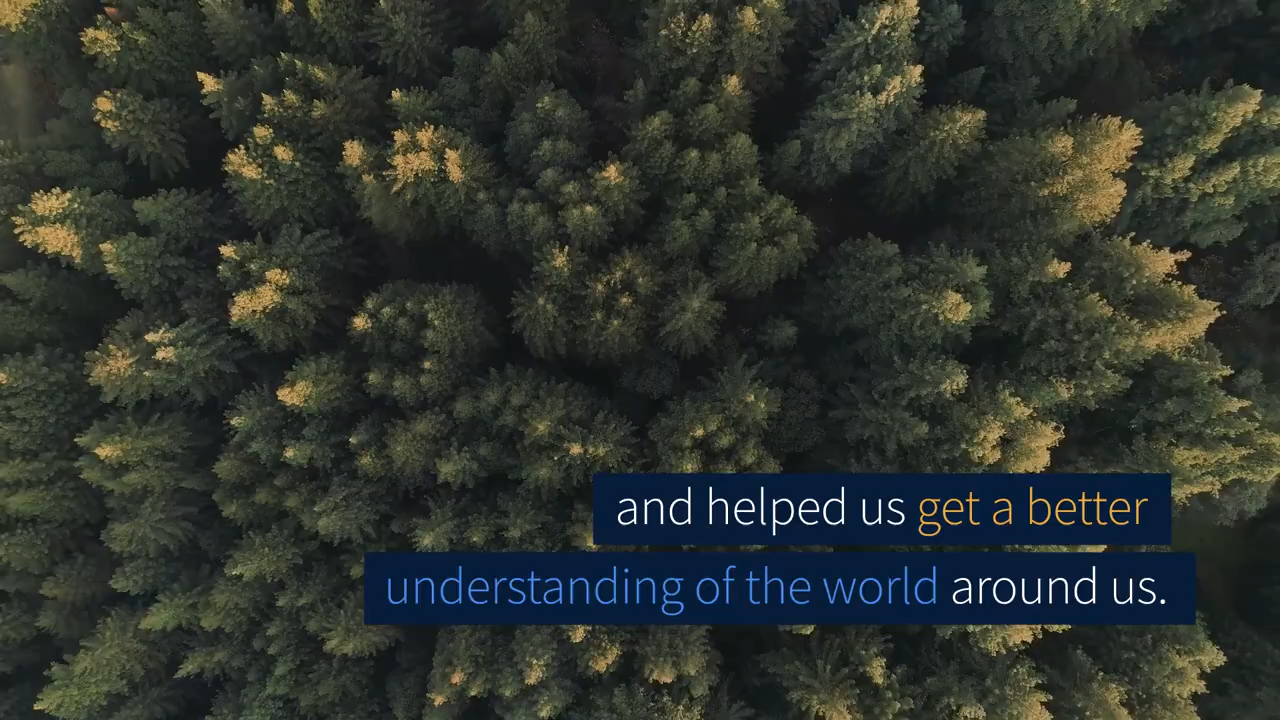 and helped us get a better
understanding of the world around us.